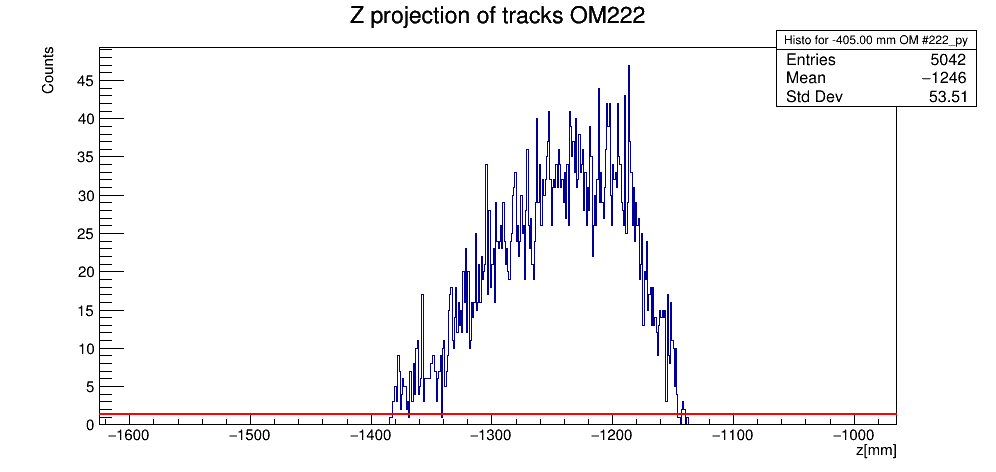 Z projection of tracks OM222
Histo for -405.00 mm OM #222_py
Entries 5042
Mean −1246
Std Dev 53.51
Counts
45
40
35
30
25
20
15
10
5
0
−1600 −1500 −1400 −1300 −1200 −1100 −1000
z[mm]